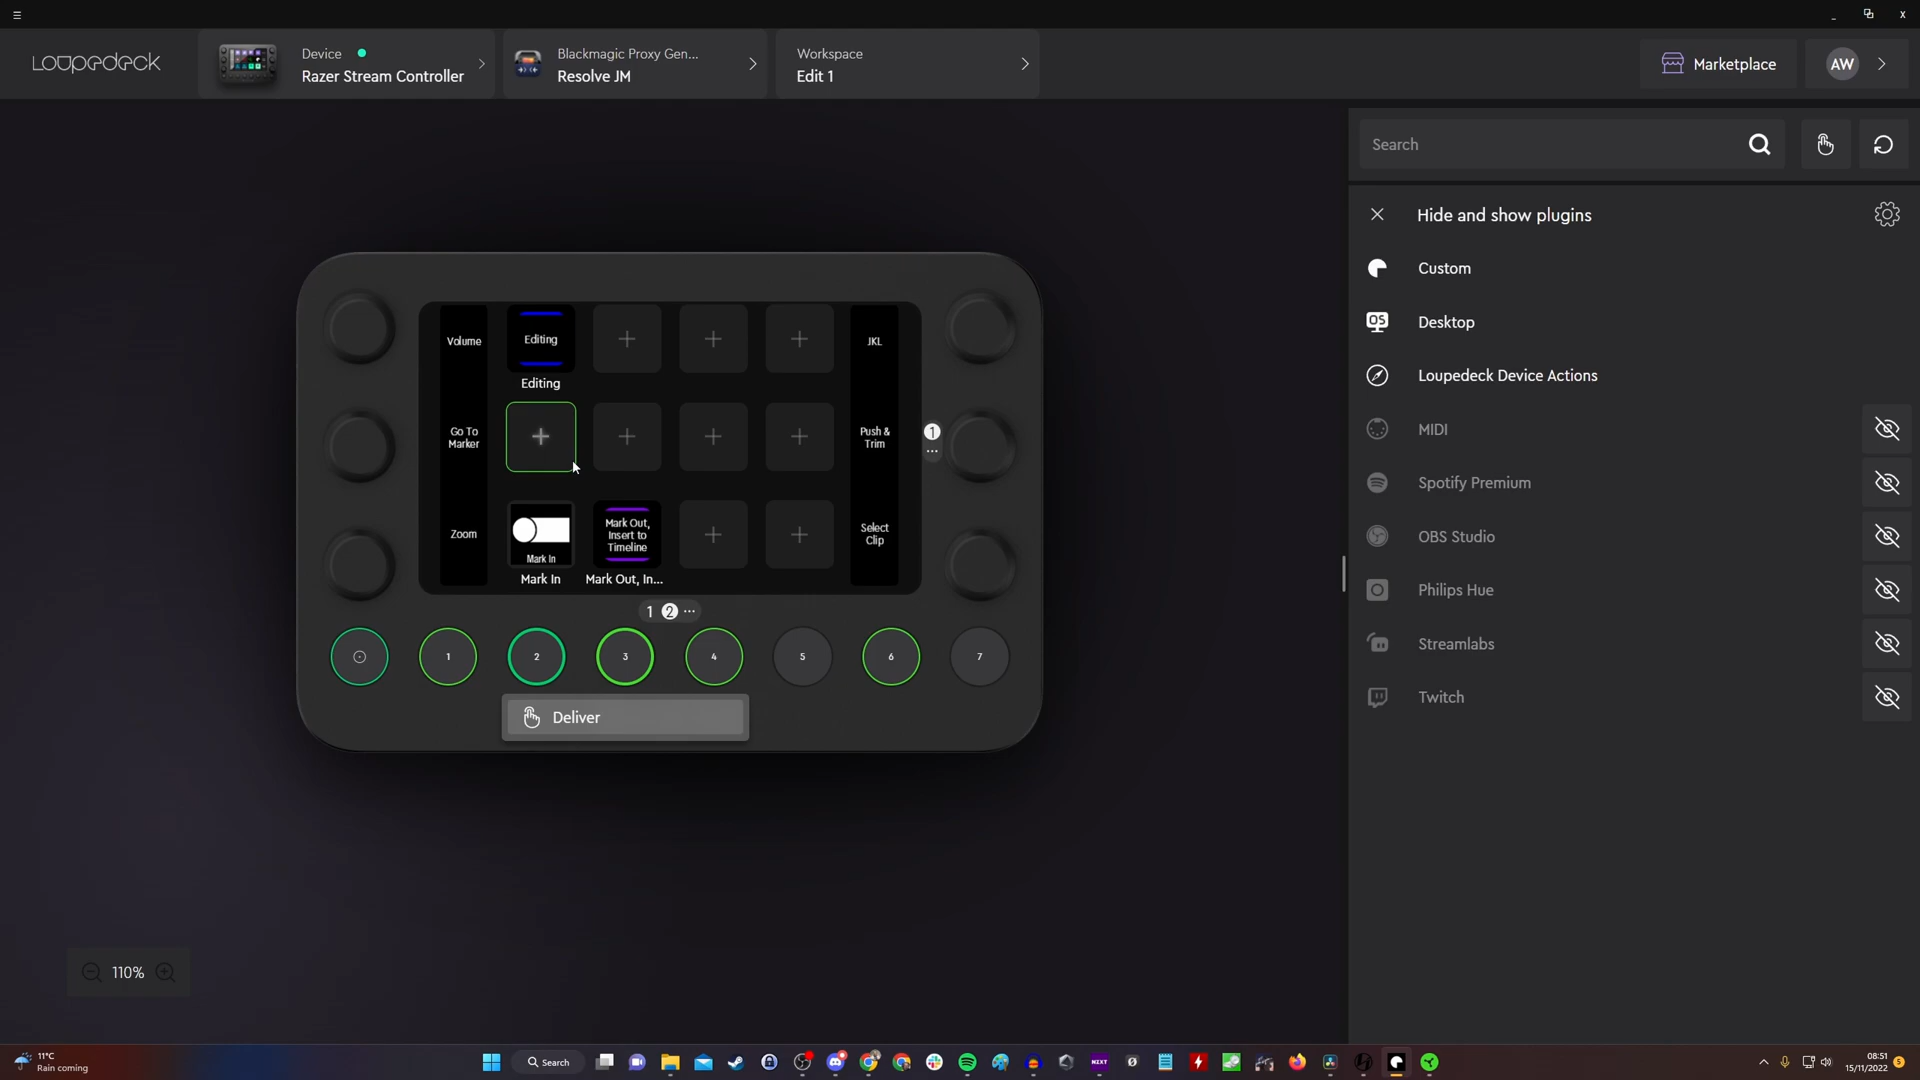 Loupedeck
Device
Razer Stream Controller
Blackmagic Proxy Gen...
Resolve JM
Workspace
Edit 1
Marketplace
AW
Search
Hide and show plugins
Custom
OS
Desktop
Loupedeck Device Actions
MIDI
Spotify Premium
OBS Studio
Philips Hue
Streamlabs
Twitch
Volume
Editing
Editing
JKL
Go To
Marker
Push &
Trim
1
...
Zoom
Mark In
Mark In
Mark Out,
Insert to
Timeline
Mark Out, In...
Select
Clip
1 2 ...
1
2
3
4
5
6
7
Deliver
110%
11°C
Rain coming
Search
NZXT
08:51
15/11/2022
5